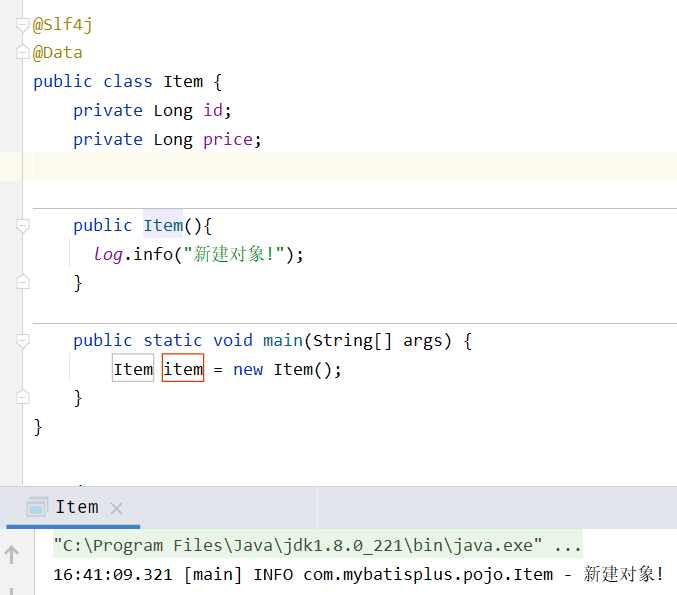 @Slf4j
@Data
public class Item {
    private Long id;
    private Long price;
    public Item(){
      log.info("新建对象!");
    }
    public static void main(String[] args) {
        Item item = new Item();
    }
}
Item
"C:\Program Files\Java\jdk1.8.0_221\bin\java.exe" ...
16:41:09.321 [main] INFO com.mybatisplus.pojo.Item - 新建对象!